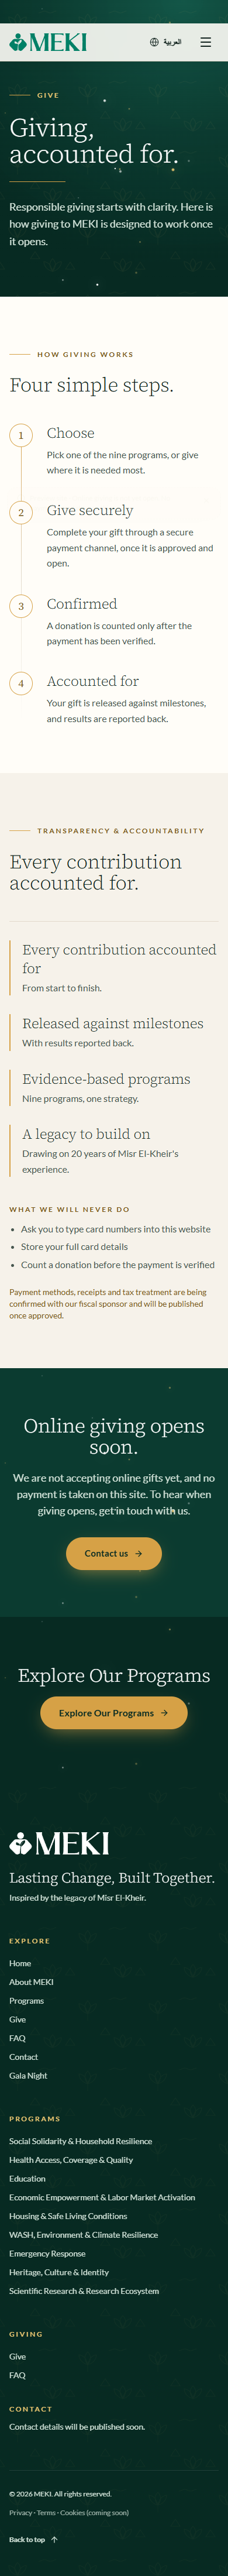 MEKI
العربية
GIVE
Giving,
accounted for.
Responsible giving starts with clarity. Here is
how giving to MEKI is designed to work once
it opens.
HOW GIVING WORKS
Four simple steps.
1
Choose
Pick one of the nine programs, or give
where it is needed most.
2
Give securely
Complete your gift through a secure
payment channel, once it is approved and
open.
3
Confirmed
A donation is counted only after the
payment has been verified.
4
Accounted for
Your gift is released against milestones,
and results are reported back.
TRANSPARENCY & ACCOUNTABILITY
Every contribution
accounted for.
Every contribution accounted
for
From start to finish.
Released against milestones
With results reported back.
Evidence-based programs
Nine programs, one strategy.
A legacy to build on
Drawing on 20 years of Misr El-Kheir's
experience.
WHAT WE WILL NEVER DO
• Ask you to type card numbers into this website
• Store your full card details
• Count a donation before the payment is verified
Payment methods, receipts and tax treatment are being
confirmed with our fiscal sponsor and will be published
once approved.
Online giving opens
soon.
We are not accepting online gifts yet, and no
payment is taken on this site. To hear when
giving opens, get in touch with us.
Contact us →
Explore Our Programs
Explore Our Programs →
MEKI
Lasting Change, Built Together.
Inspired by the legacy of Misr El-Kheir.
EXPLORE
Home
About MEKI
Programs
Give
FAQ
Contact
Gala Night
PROGRAMS
Social Solidarity & Household Resilience
Health Access, Coverage & Quality
Education
Economic Empowerment & Labor Market Activation
Housing & Safe Living Conditions
WASH, Environment & Climate Resilience
Emergency Response
Heritage, Culture & Identity
Scientific Research & Research Ecosystem
GIVING
Give
FAQ
CONTACT
Contact details will be published soon.
© 2026 MEKI. All rights reserved.
Privacy · Terms · Cookies (coming soon)
Back to top ↑